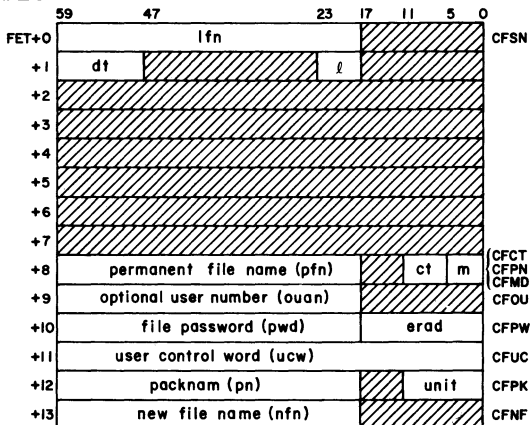 59 47 23 17 11 5 0
FET+0 lfn CFSN
+1 dt ℓ
+2
+3
+4
+5
+6
+7
CFCT
+8 permanent file name (pfn) ct m CFPN
CFMD
+9 optional user number (ouan) CFOU
+10 file password (pwd) erad CFPW
+11 user control word (ucw) CFUC
+12 packnam (pn) unit CFPK
+13 new file name (nfn) CFNF